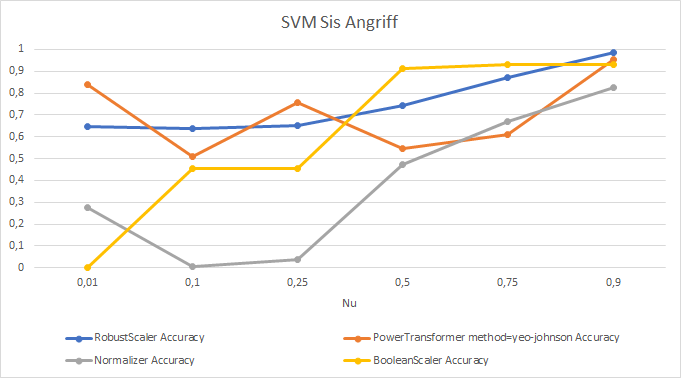 SVM Sis Angriff
1
0,9
0,8
0,7
0,6
0,5
0,4
0,3
0,2
0,1
0
0,01 0,1 0,25 0,5 0,75 0,9
Nu
RobustScaler Accuracy PowerTransformer method=yeo-johnson Accuracy
Normalizer Accuracy BooleanScaler Accuracy